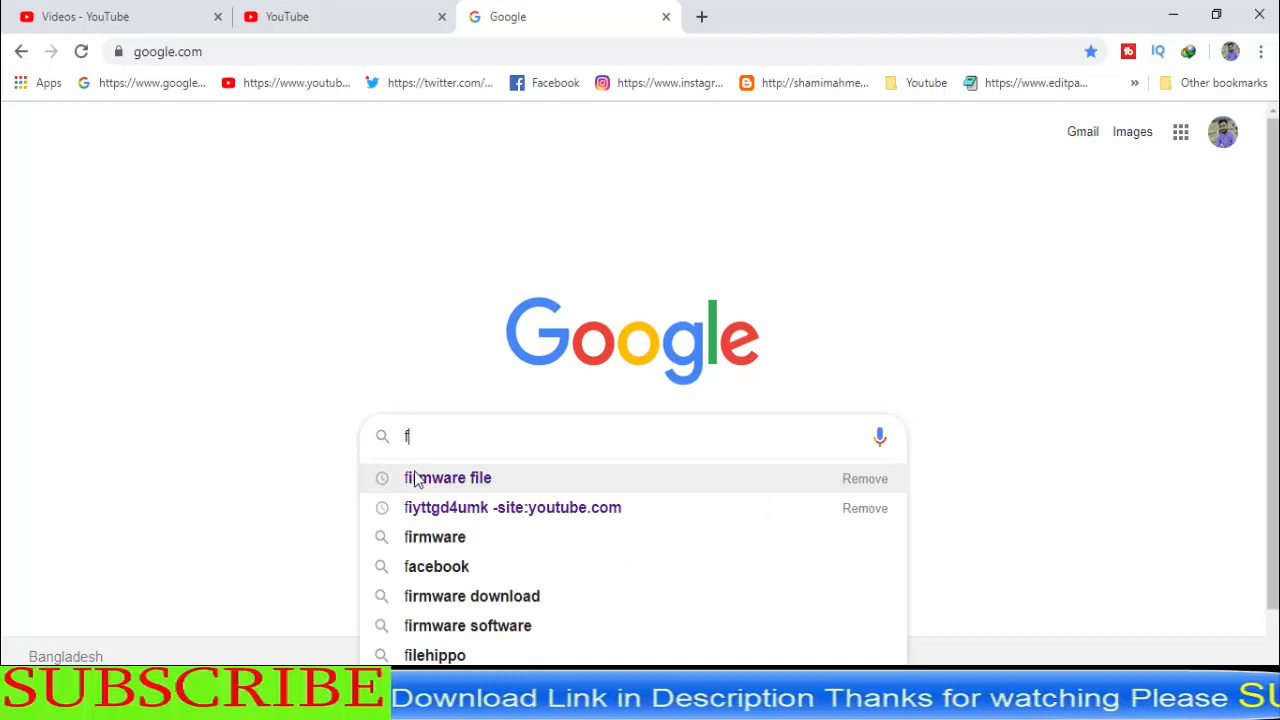 Videos - YouTube
YouTube
Google
google.com
Apps
https://www.google...
https://www.youtub...
https://twitter.com/...
Facebook
https://www.instagr...
http://shamimahme...
Youtube
https://www.editpa...
»
Other bookmarks
Gmail
Images
Google
f
firmware file
Remove
fiyttgd4umk -site:youtube.com
Remove
firmware
facebook
firmware download
firmware software
filehippo
Bangladesh
SUBSCRIBE
Download Link in Description Thanks for watching Please SU